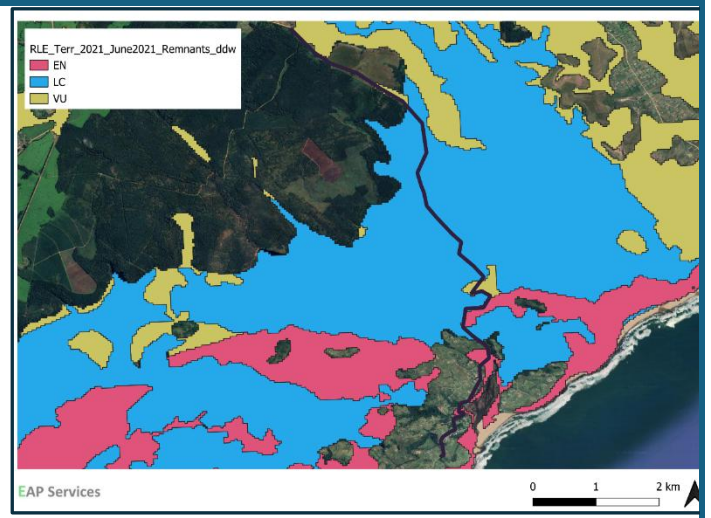 RLE_Terr_2021_June2021_Remnants_ddw
EN
LC
VU
EAP Services
0 1 2 km